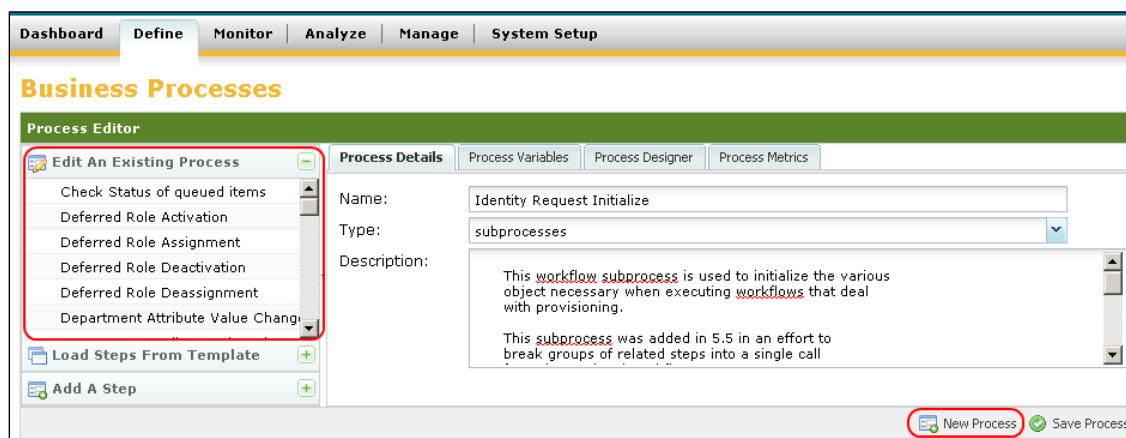 Dashboard Define Monitor Analyze Manage System Setup
Business Processes
Process Editor
Edit An Existing Process
Check Status of queued items
Deferred Role Activation
Deferred Role Assignment
Deferred Role Deactivation
Deferred Role Deassignment
Department Attribute Value Chang
Load Steps From Template
Add A Step
Process Details Process Variables Process Designer Process Metrics
Name: Identity Request Initialize
Type: subprocesses
Description:
This workflow subprocess is used to initialize the various
object necessary when executing workflows that deal
with provisioning.
This subprocess was added in 5.5 in an effort to
break groups of related steps into a single call
New Process Save Process